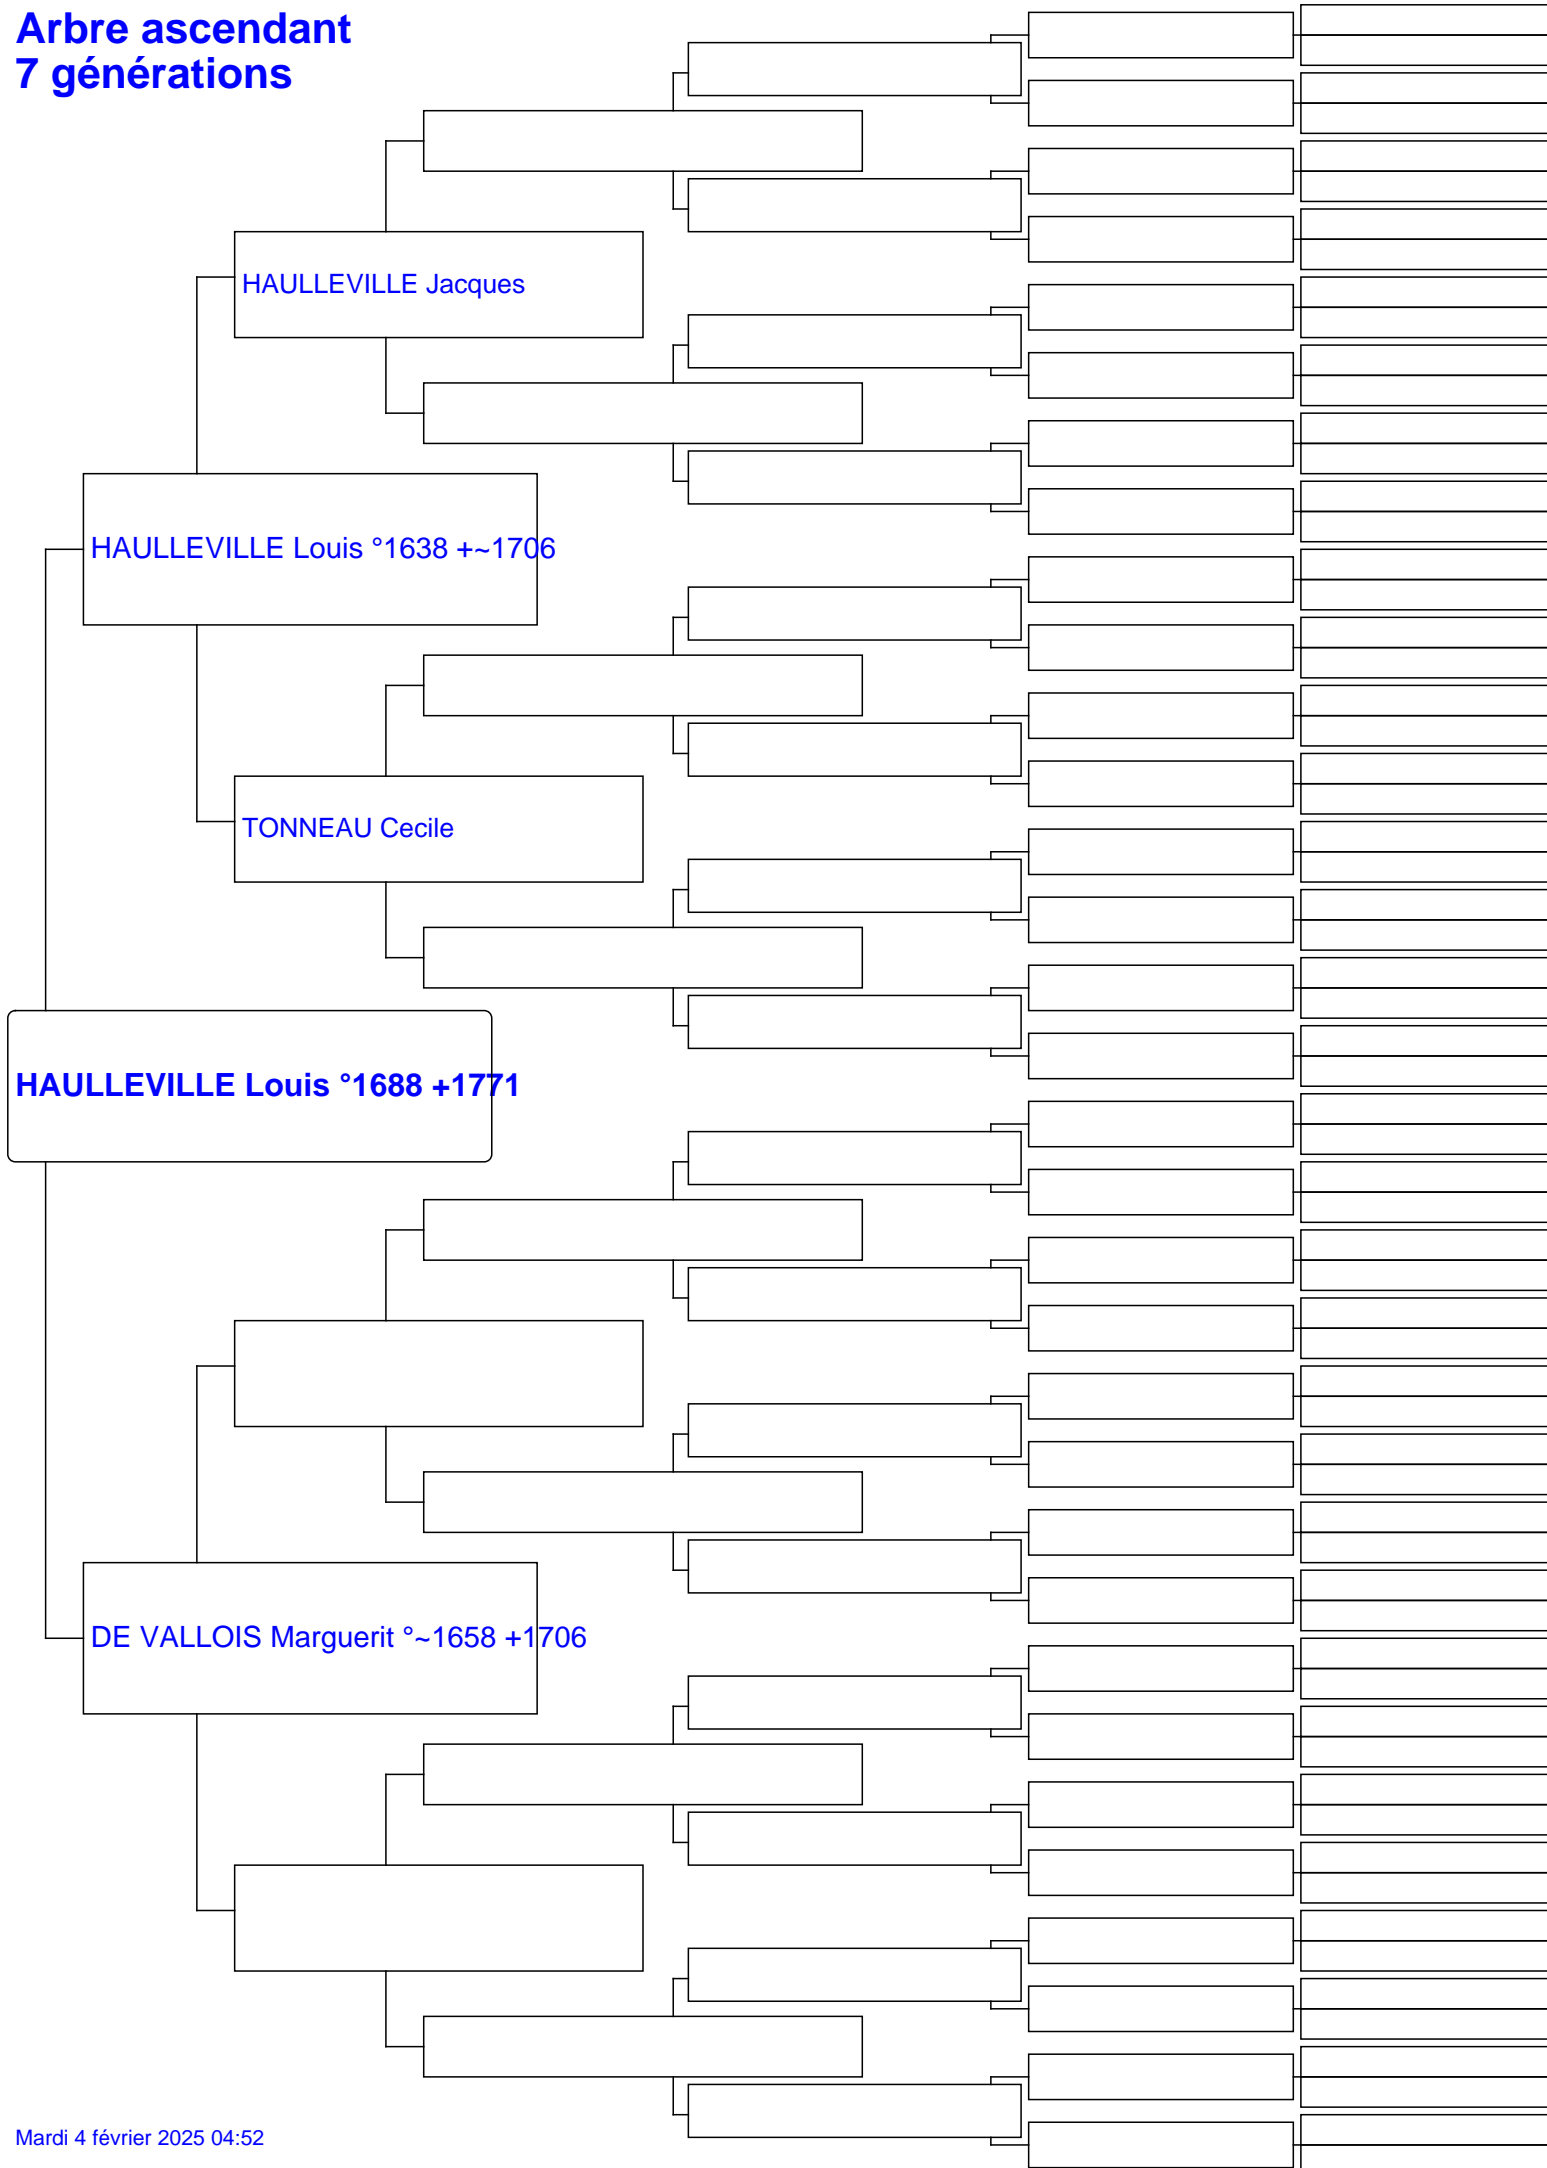 Arbre ascendant
7 générations
HAULLEVILLE Jacques
HAULLEVILLE Louis °1638 +~1706
TONNEAU Cecile
HAULLEVILLE Louis °1688 +1771
DE VALLOIS Marguerit °~1658 +1706
Mardi 4 février 2025 04:52